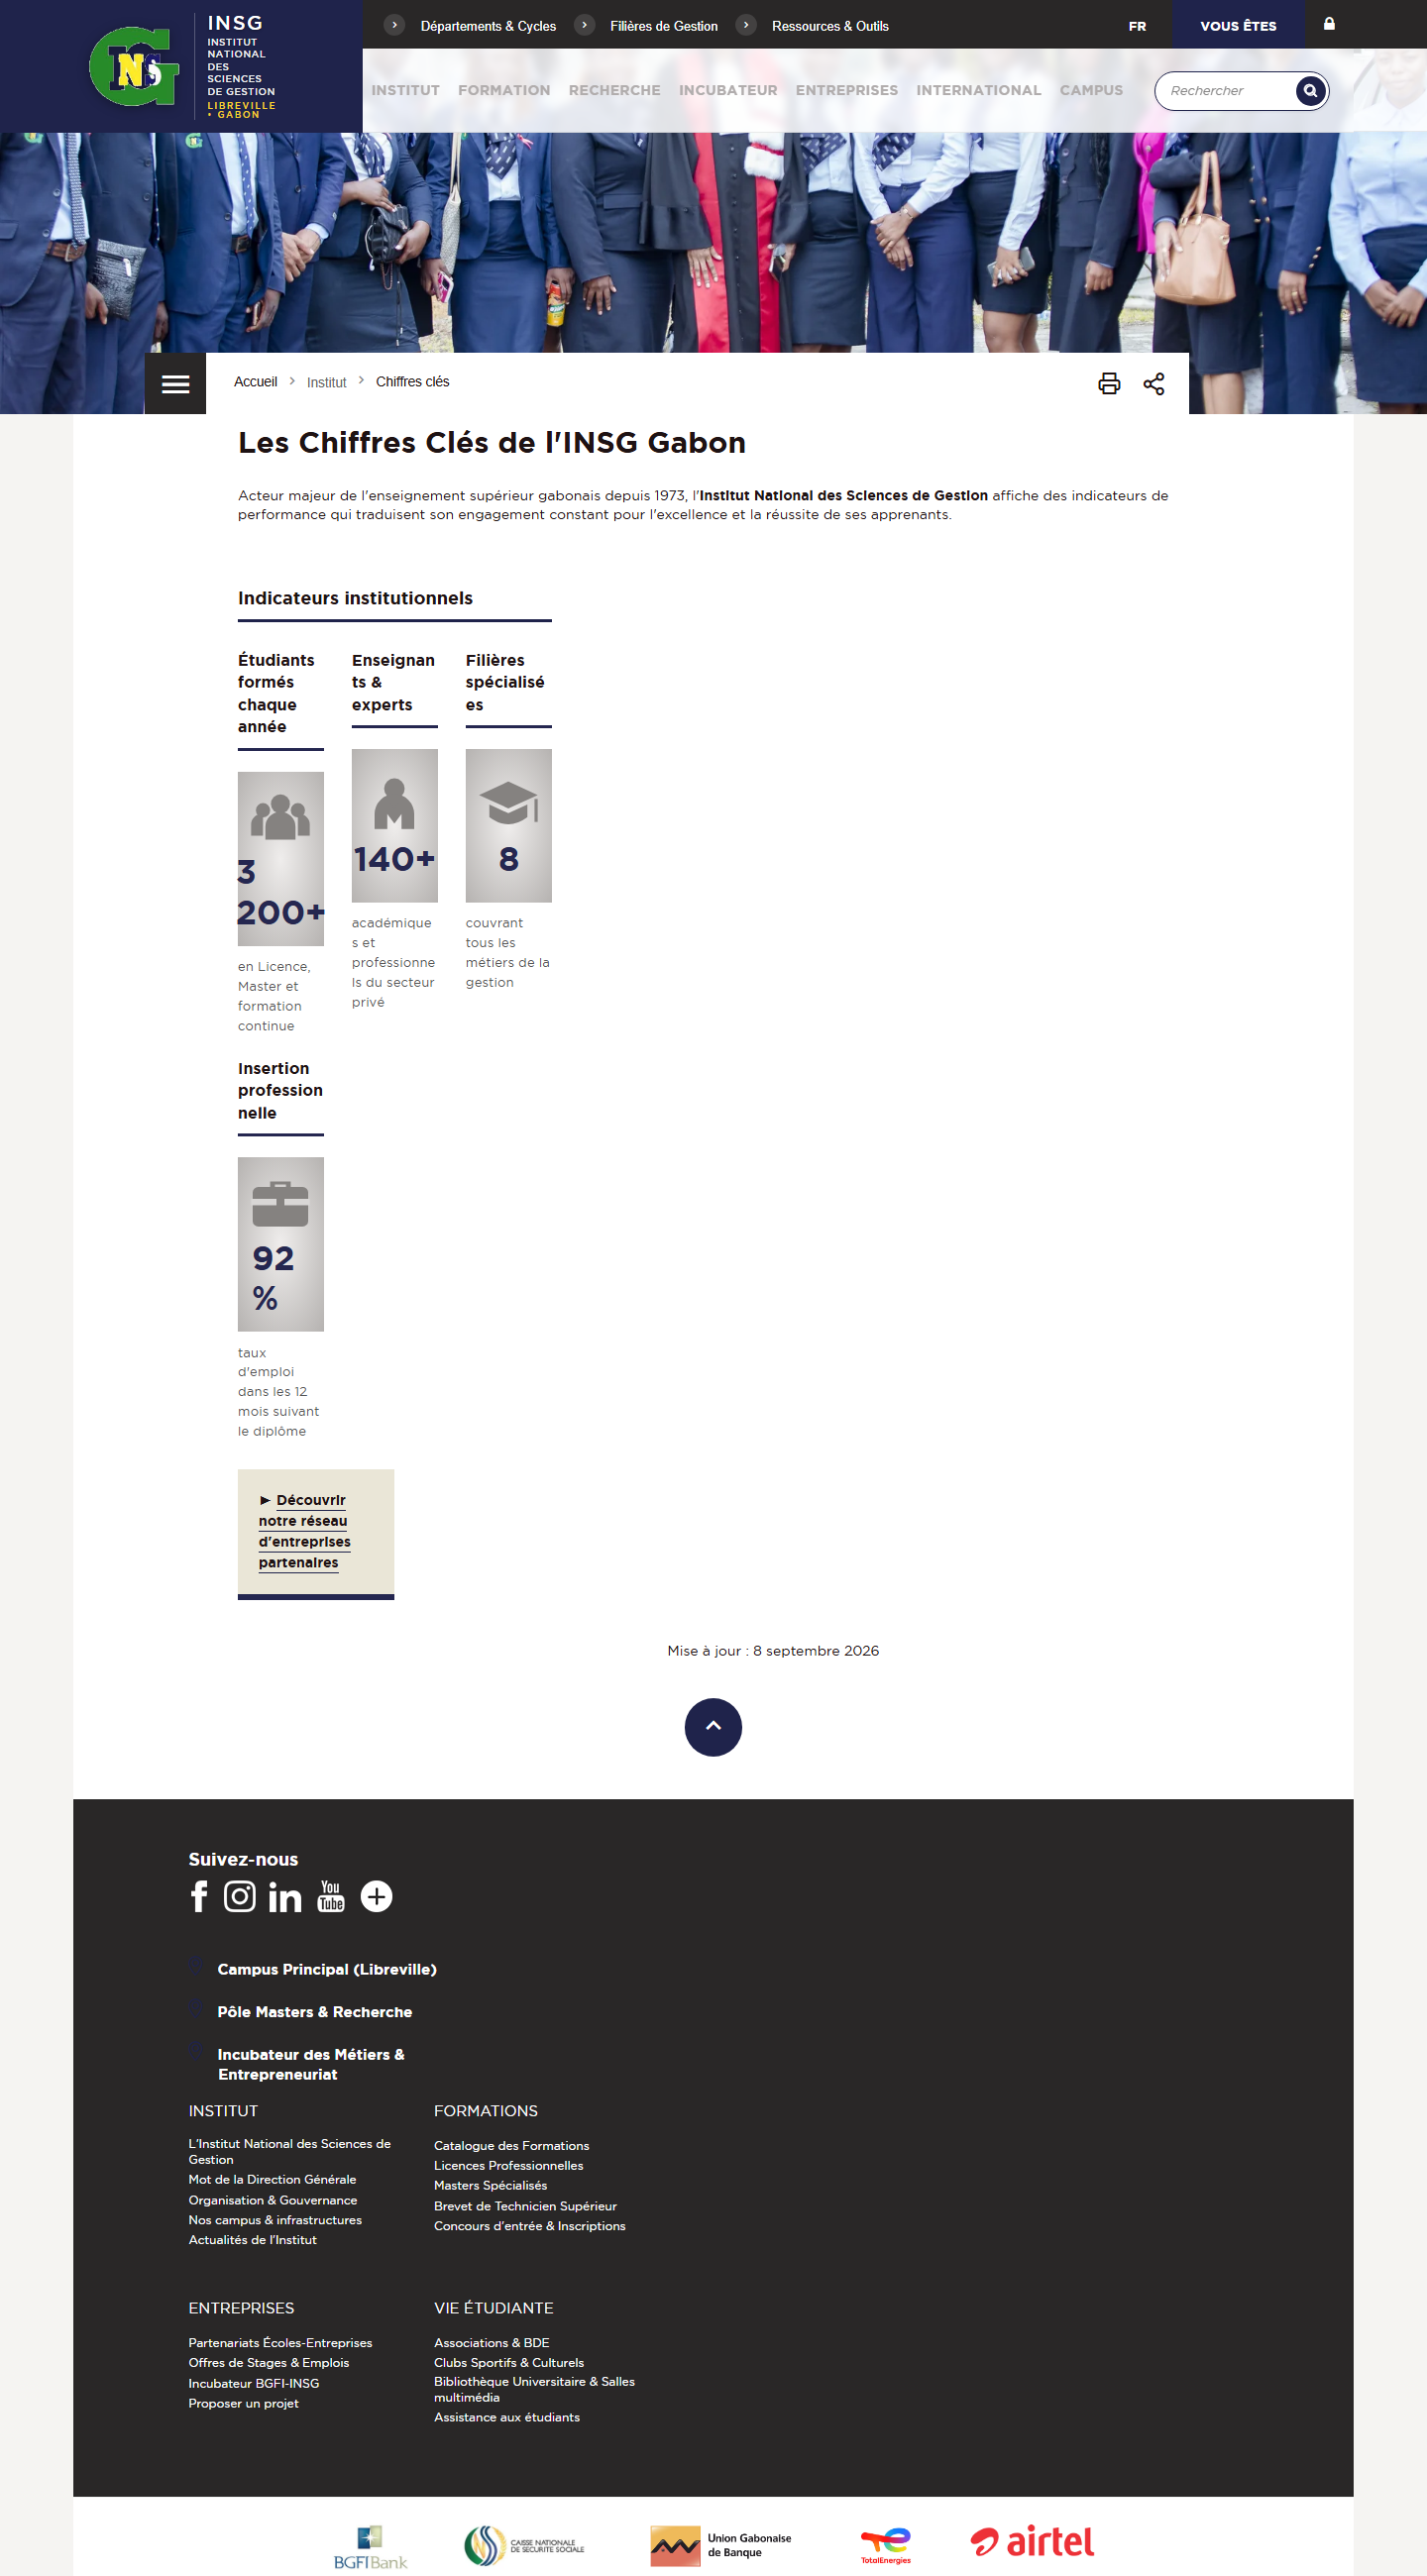 INSG
INSTITUT
NATIONAL
DES
SCIENCES
DE GESTION
LIBREVILLE
• GABON
Départements & Cycles
Filières de Gestion
Ressources & Outils
FR
VOUS ÊTES
INSTITUT
FORMATION
RECHERCHE
INCUBATEUR
ENTREPRISES
INTERNATIONAL
CAMPUS
Rechercher
Accueil
Institut
Chiffres clés
Les Chiffres Clés de l'INSG Gabon
Acteur majeur de l'enseignement supérieur gabonais depuis 1973, l'Institut National des Sciences de Gestion affiche des indicateurs de
performance qui traduisent son engagement constant pour l'excellence et la réussite de ses apprenants.
Indicateurs institutionnels
Étudiants
formés
chaque
année
3
200+
en Licence,
Master et
formation
continue
Enseignan
ts &
experts
140+
académique
s et
professionne
ls du secteur
privé
Filières
spécialisé
es
8
couvrant
tous les
métiers de la
gestion
Insertion
profession
nelle
92
%
taux
d'emploi
dans les 12
mois suivant
le diplôme
► Découvrir
notre réseau
d'entreprises
partenaires
Mise à jour : 8 septembre 2026
Suivez-nous
You
Tube
Campus Principal (Libreville)
Pôle Masters & Recherche
Incubateur des Métiers &
Entrepreneuriat
INSTITUT
L'Institut National des Sciences de
Gestion
Mot de la Direction Générale
Organisation & Gouvernance
Nos campus & infrastructures
Actualités de l'Institut
FORMATIONS
Catalogue des Formations
Licences Professionnelles
Masters Spécialisés
Brevet de Technicien Supérieur
Concours d'entrée & Inscriptions
ENTREPRISES
Partenariats Écoles-Entreprises
Offres de Stages & Emplois
Incubateur BGFI-INSG
Proposer un projet
VIE ÉTUDIANTE
Associations & BDE
Clubs Sportifs & Culturels
Bibliothèque Universitaire & Salles
multimédia
Assistance aux étudiants
BGFIBank
CAISSE NATIONALE
DE SECURITE SOCIALE
Union Gabonaise
de Banque
TotalEnergies
airtel